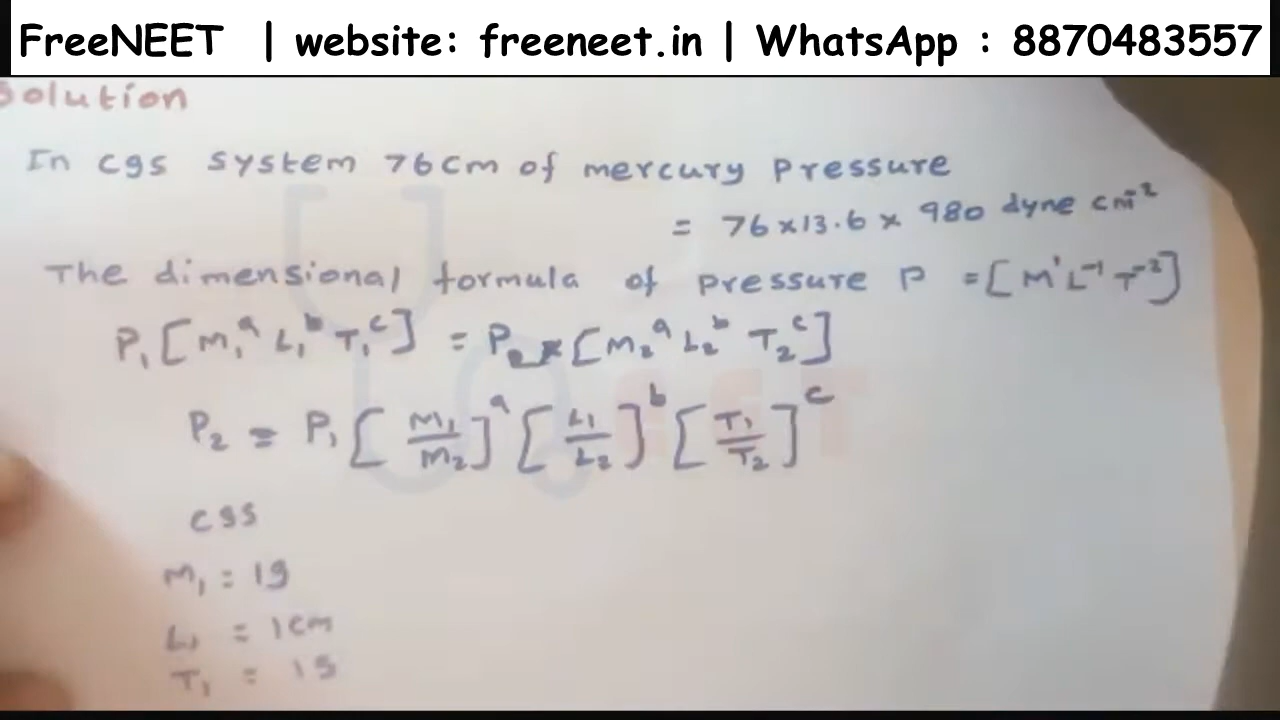 FreeNEET | website: freeneet.in | WhatsApp : 8870483557
Solution
In cgs system 76cm of mercury pressure
= 76 × 13.6 × 980 dyne cm⁻²
The dimensional formula of pressure P = [M¹ L⁻¹ T⁻²]
P₁ [M₁ᵃ L₁ᵇ T₁ᶜ] = P₂ [M₂ᵃ L₂ᵇ T₂ᶜ]
P₂ = P₁ [M₁/M₂]ᵃ [L₁/L₂]ᵇ [T₁/T₂]ᶜ
cgs
M₁ = 1g
L₁ = 1cm
T₁ = 1s